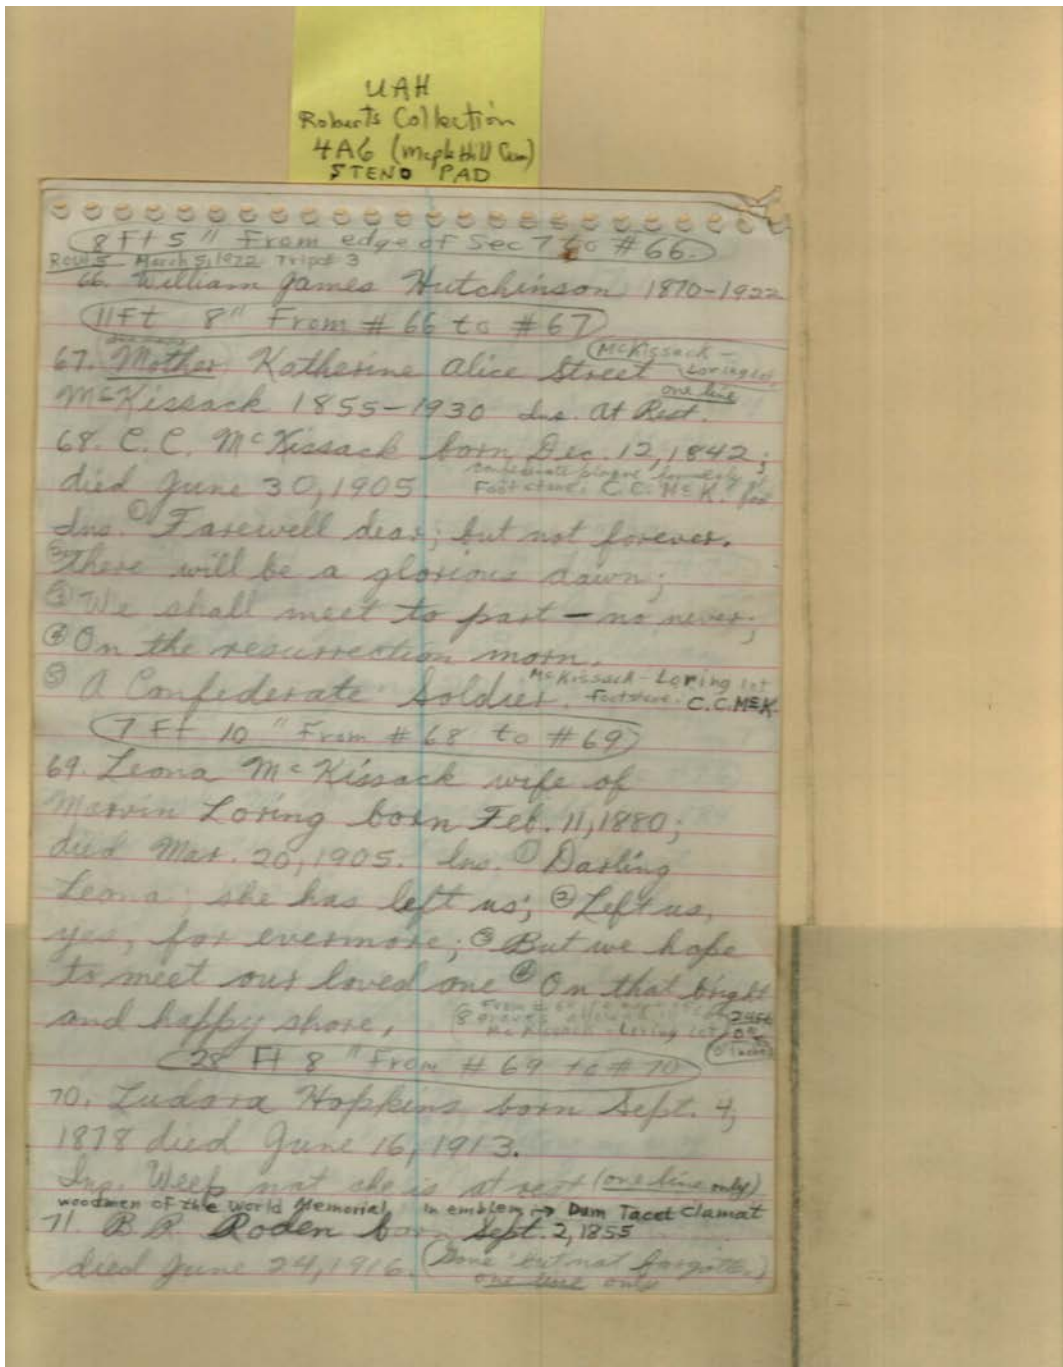 UAH
Roberts Collection
4A6 (Maple Hill Cem)
STENO PAD
8 Ft 5" From edge of Sec 7 to #66.
Row 5 March 5, 1972 Trip # 3
66. William James Hutchinson 1870-1922
11 Ft 8" From # 66 to #67
67. Mother Katherine Alice Street McKissack - Loring lot,
one line
McKissack 1855-1930 Ins. At Rest.
68. C.C. McKissack born Dec. 12, 1842;
Confederate plaque
died June 30, 1905. Footstone: C.C. McK.
Ins. ① Farewell dear, but not forever.
② There will be a glorious dawn;
③ We shall meet to part - no never;
④ On the resurrection morn.
McKissack - Loring lot
⑤ A Confederate Soldier. Footstone: C.C. McK.
7 Ft 10" From # 68 to #69
69. Leona McKissack wife of
Marvin Loring born Feb. 11, 1880;
died Mar. 20, 1905. Ins. ① Darling
Leona, she has left us; ② Left us,
yes, for evermore; ③ But we hope
to meet our loved one ④ On that bright
and happy shore, 8 graves
McKissack - Loring lot
28 Ft 8" From # 69 to # 70
70. Ludora Hopkins born Sept. 4,
1878 died June 16, 1913.
Ins. Weep not she is at rest (one line only)
Woodmen of the World Memorial, in emblem → Dum Tacet Clamat
71. B R Roden born Sept. 2, 1855
died June 24, 1916. (Gone but not forgotten)
one line only